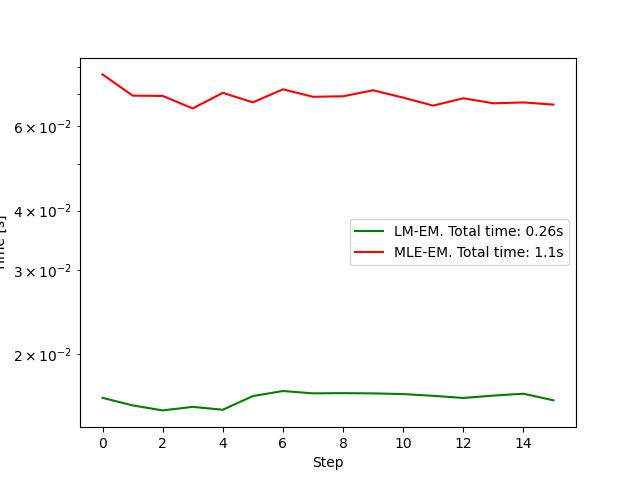 6 × 10⁻²
4 × 10⁻²
3 × 10⁻²
2 × 10⁻²
Time [s]
LM-EM. Total time: 0.26s
MLE-EM. Total time: 1.1s
0 2 4 6 8 10 12 14
Step